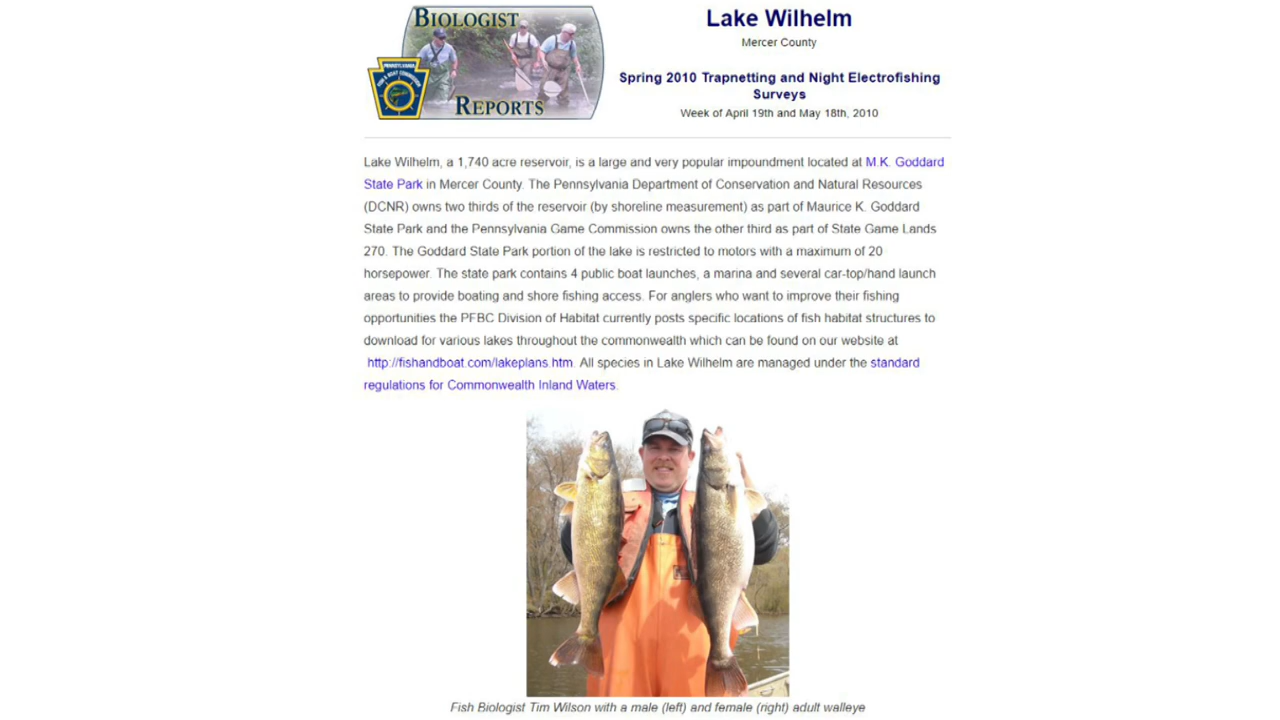 BIOLOGIST
REPORTS
PENNSYLVANIA
FISH & BOAT COMMISSION
Lake Wilhelm
Mercer County
Spring 2010 Trapnetting and Night Electrofishing
Surveys
Week of April 19th and May 18th, 2010
Lake Wilhelm, a 1,740 acre reservoir, is a large and very popular impoundment located at M.K. Goddard
State Park in Mercer County. The Pennsylvania Department of Conservation and Natural Resources
(DCNR) owns two thirds of the reservoir (by shoreline measurement) as part of Maurice K. Goddard
State Park and the Pennsylvania Game Commission owns the other third as part of State Game Lands
270. The Goddard State Park portion of the lake is restricted to motors with a maximum of 20
horsepower. The state park contains 4 public boat launches, a marina and several car-top/hand launch
areas to provide boating and shore fishing access. For anglers who want to improve their fishing
opportunities the PFBC Division of Habitat currently posts specific locations of fish habitat structures to
download for various lakes throughout the commonwealth which can be found on our website at
http://fishandboat.com/lakeplans.htm. All species in Lake Wilhelm are managed under the standard
regulations for Commonwealth Inland Waters.
Fish Biologist Tim Wilson with a male (left) and female (right) adult walleye